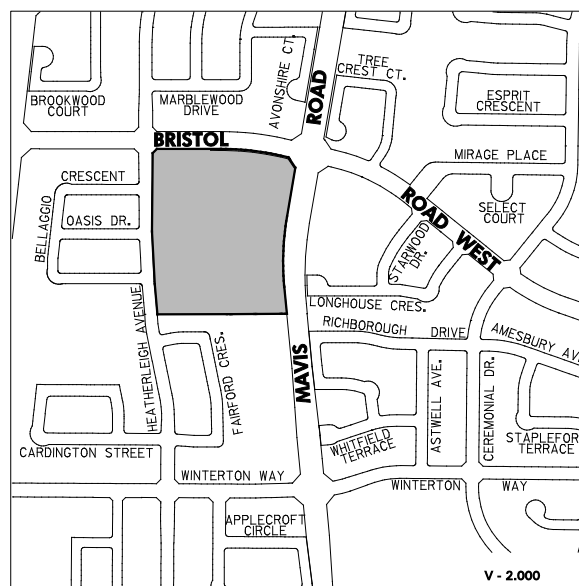 AVONSHIRE CT.
ROAD
TREE
CREST CT.
BROOKWOOD
COURT
MARBLEWOOD
DRIVE
ESPRIT
CRESCENT
BRISTOL
MIRAGE PLACE
CRESCENT
BELLAGGIO
OASIS DR.
ROAD WEST
SELECT
COURT
STARWOOD
DR.
LONGHOUSE CRES.
RICHBOROUGH DRIVE
AMESBURY AV
HEATHERLEIGH AVENUE
FAIRFORD CRES.
MAVIS
ASTWELL AVE.
CEREMONIAL DR.
WHITFIELD
TERRACE
STAPLEFOR
TERRACE
CARDINGTON STREET
WINTERTON WAY
WINTERTON WAY
APPLECROFT
CIRCLE
V - 2.000